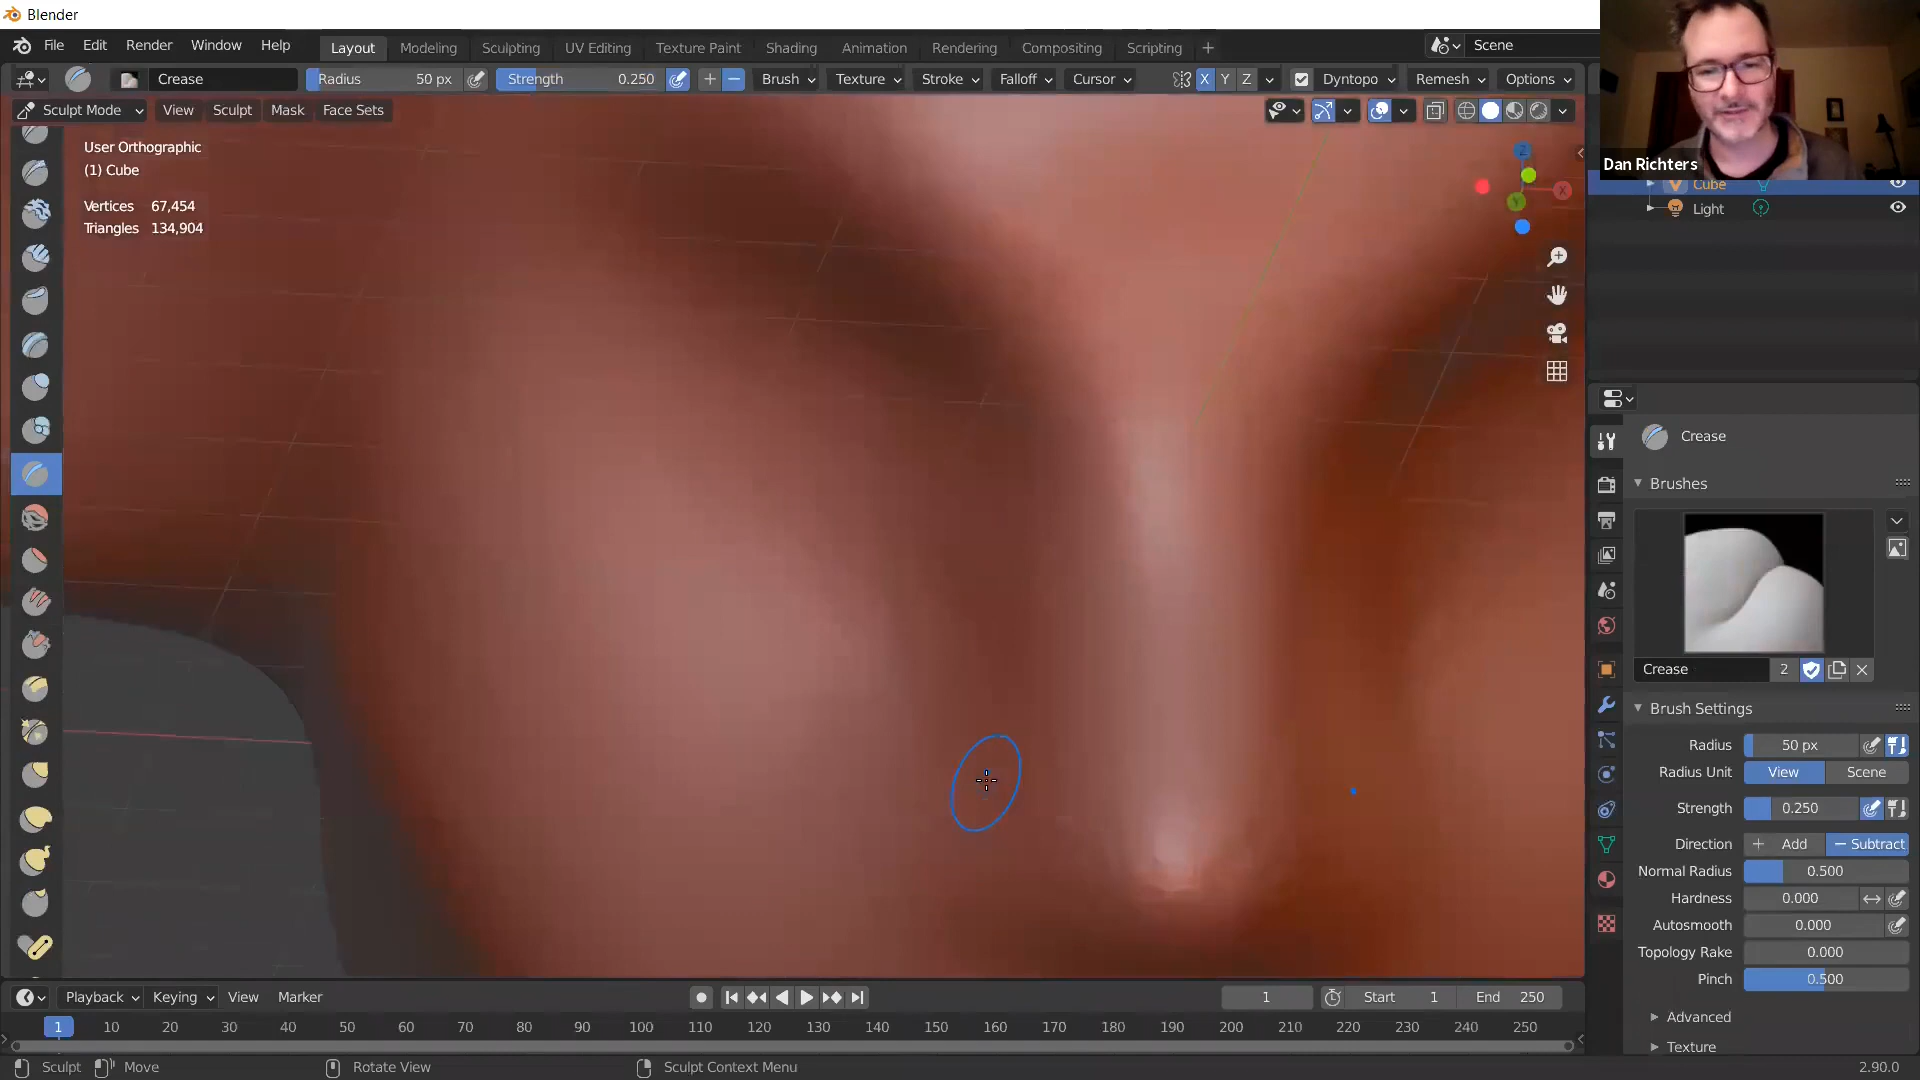 Blender
File Edit Render Window Help Layout Modeling Sculpting UV Editing Texture Paint Shading Animation Rendering Compositing Scripting + Scene
Crease Radius 50 px Strength 0.250 + − Brush Texture Stroke Falloff Cursor X Y Z Dyntopo Remesh Options
Sculpt Mode View Sculpt Mask Face Sets
User Orthographic
(1) Cube
Vertices 67,454
Triangles 134,904
Z
X
Y
Dan Richters
Cube
Light
Crease
Brushes
Crease 2
Brush Settings
Radius 50 px
Radius Unit View Scene
Strength 0.250
Direction + Add − Subtract
Normal Radius 0.500
Hardness 0.000
Autosmooth 0.000
Topology Rake 0.000
Pinch 0.500
Advanced
Texture
Playback Keying View Marker 1 Start 1 End 250
1 10 20 30 40 50 60 70 80 90 100 110 120 130 140 150 160 170 180 190 200 210 220 230 240 250
Sculpt Move Rotate View Sculpt Context Menu 2.90.0